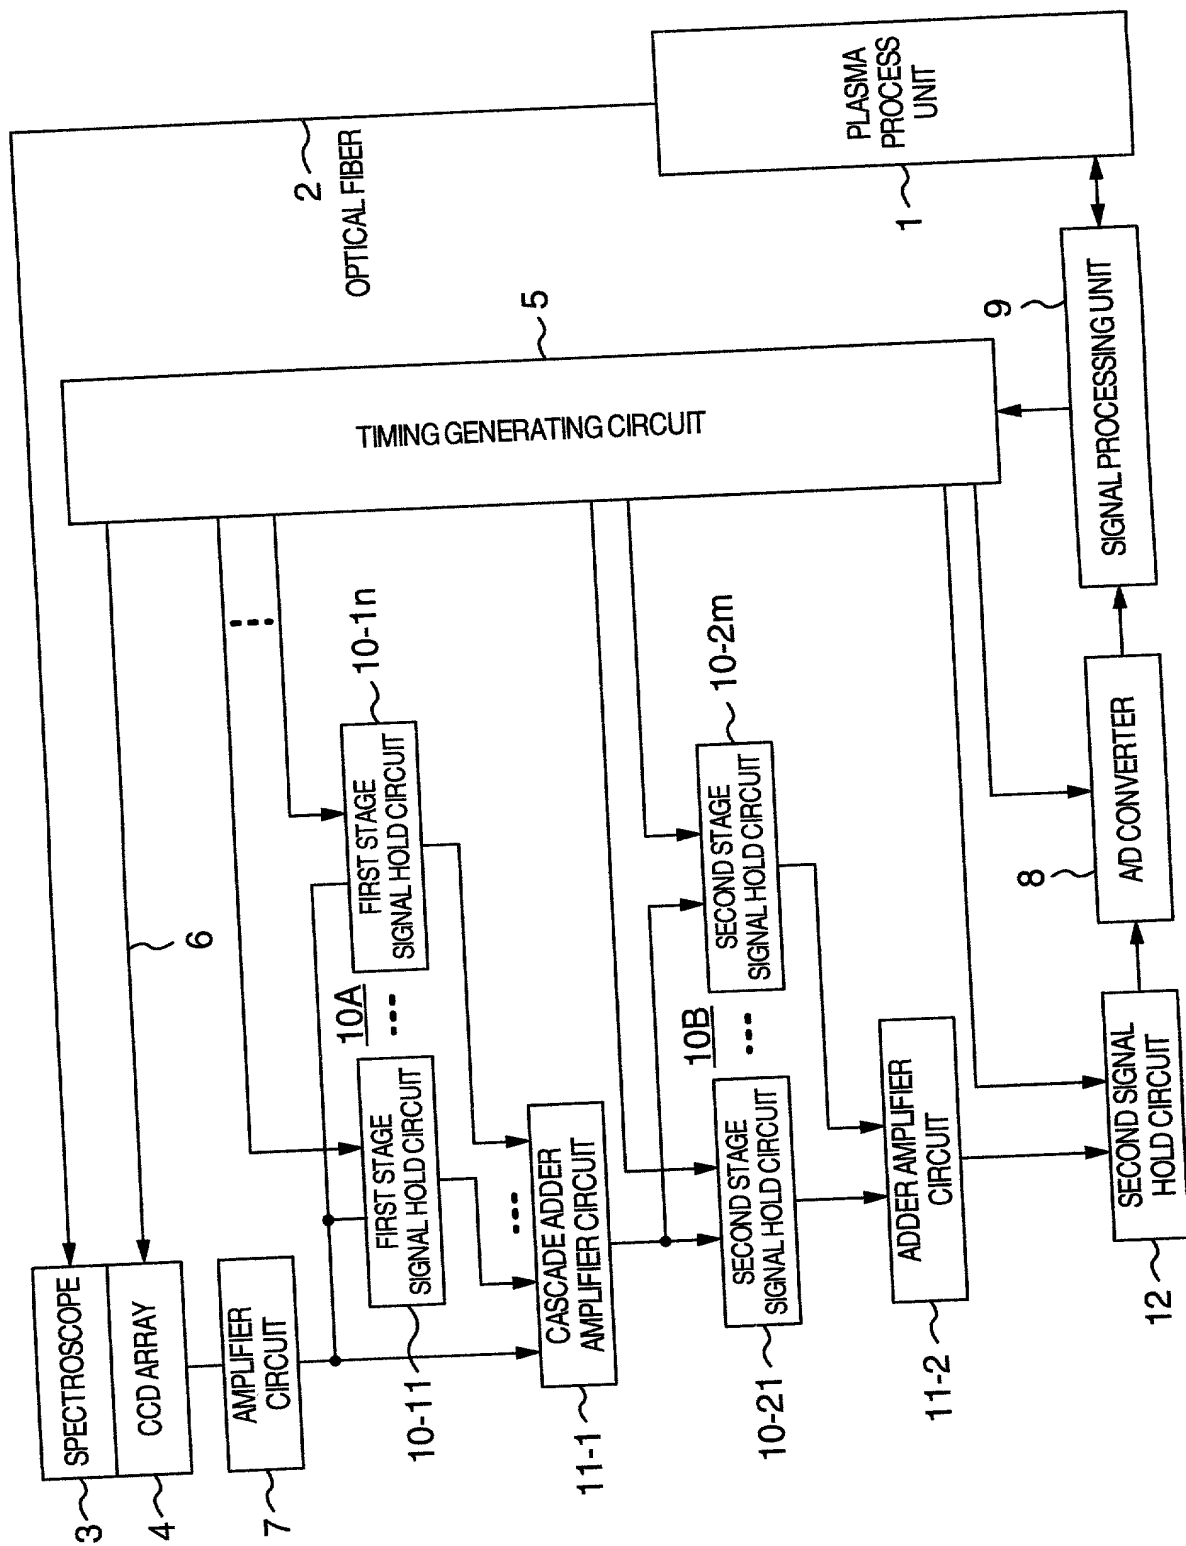 3
SPECTROSCOPE
4
CCD ARRAY
7
AMPLIFIER
CIRCUIT
6
2
OPTICAL FIBER
5
TIMING GENERATING CIRCUIT
PLASMA
PROCESS
UNIT
1
10-11
FIRST STAGE
SIGNAL HOLD CIRCUIT
10A
FIRST STAGE
SIGNAL HOLD CIRCUIT
10-1n
11-1
CASCADE ADDER
AMPLIFIER CIRCUIT
10-21
SECOND STAGE
SIGNAL HOLD CIRCUIT
10B
SECOND STAGE
SIGNAL HOLD CIRCUIT
10-2m
11-2
ADDER AMPLIFIER
CIRCUIT
12
SECOND SIGNAL
HOLD CIRCUIT
8
A/D CONVERTER
9
SIGNAL PROCESSING UNIT